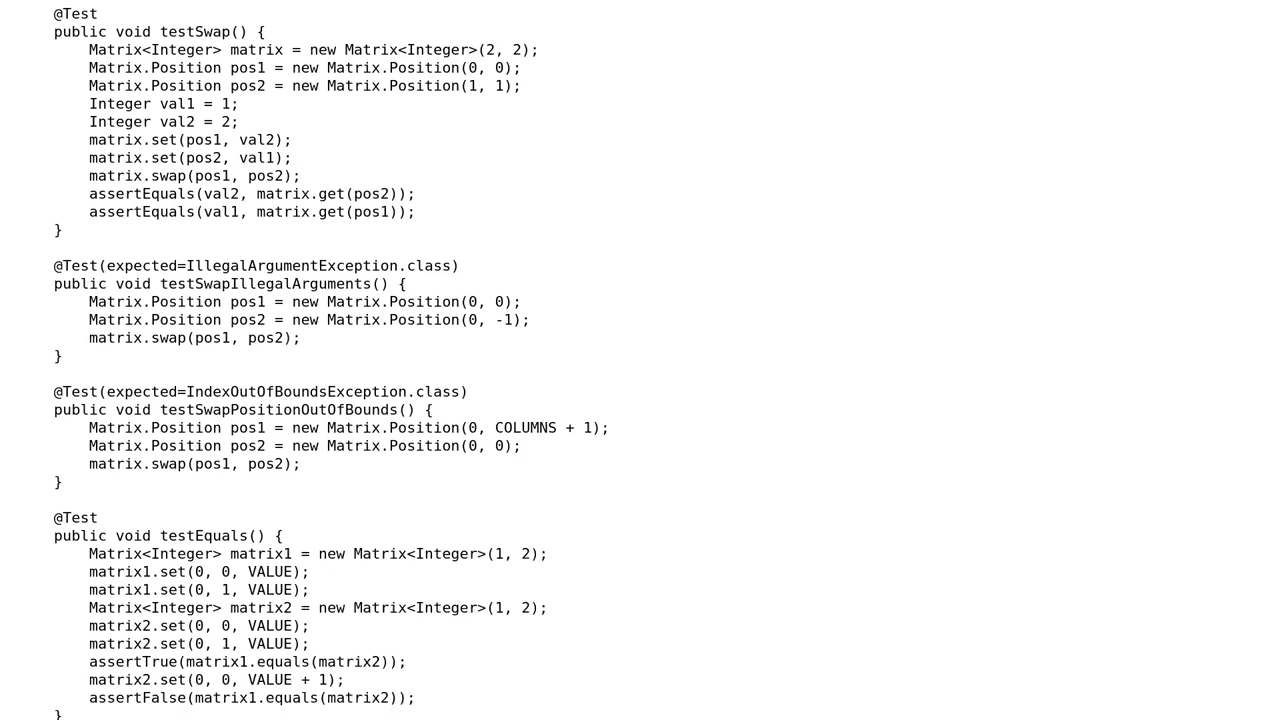 @Test
public void testSwap() {
Matrix<Integer> matrix = new Matrix<Integer>(2, 2);
Matrix.Position pos1 = new Matrix.Position(0, 0);
Matrix.Position pos2 = new Matrix.Position(1, 1);
Integer val1 = 1;
Integer val2 = 2;
matrix.set(pos1, val2);
matrix.set(pos2, val1);
matrix.swap(pos1, pos2);
assertEquals(val2, matrix.get(pos2));
assertEquals(val1, matrix.get(pos1));
}
@Test(expected=IllegalArgumentException.class)
public void testSwapIllegalArguments() {
Matrix.Position pos1 = new Matrix.Position(0, 0);
Matrix.Position pos2 = new Matrix.Position(0, -1);
matrix.swap(pos1, pos2);
}
@Test(expected=IndexOutOfBoundsException.class)
public void testSwapPositionOutOfBounds() {
Matrix.Position pos1 = new Matrix.Position(0, COLUMNS + 1);
Matrix.Position pos2 = new Matrix.Position(0, 0);
matrix.swap(pos1, pos2);
}
@Test
public void testEquals() {
Matrix<Integer> matrix1 = new Matrix<Integer>(1, 2);
matrix1.set(0, 0, VALUE);
matrix1.set(0, 1, VALUE);
Matrix<Integer> matrix2 = new Matrix<Integer>(1, 2);
matrix2.set(0, 0, VALUE);
matrix2.set(0, 1, VALUE);
assertTrue(matrix1.equals(matrix2));
matrix2.set(0, 0, VALUE + 1);
assertFalse(matrix1.equals(matrix2));
}